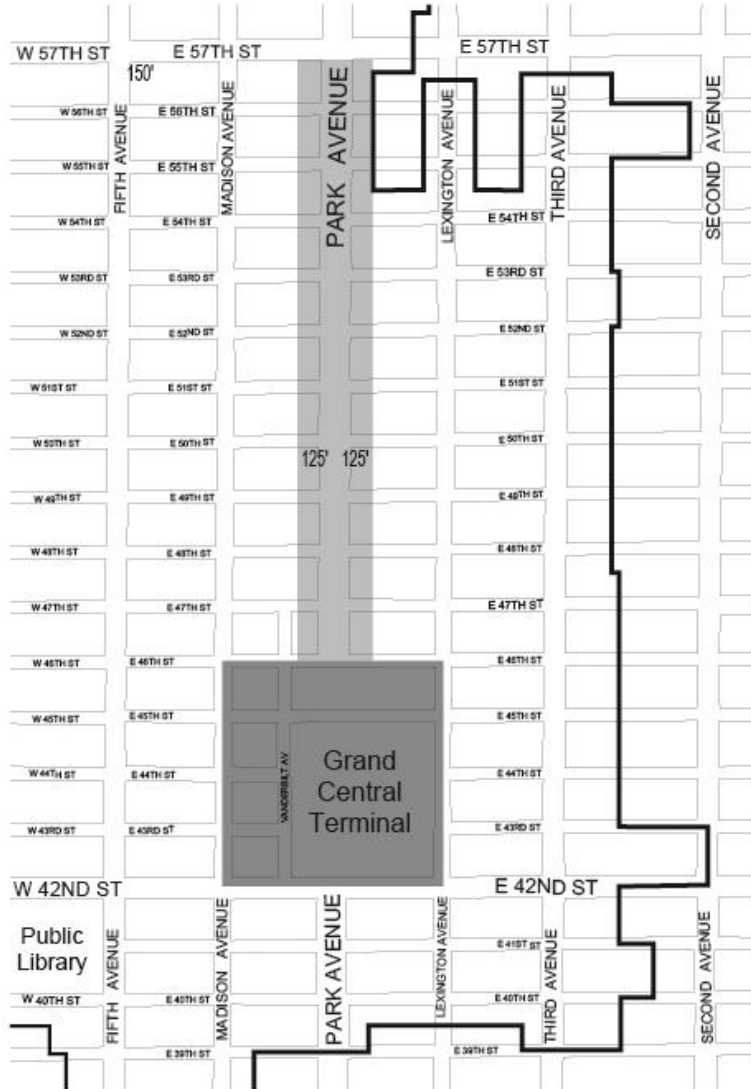 W 57TH ST
E 57TH ST
E 57TH ST
150'
W 56TH ST
E 56TH ST
FIFTH AVENUE
MADISON AVENUE
PARK AVENUE
LEXINGTON AVENUE
THIRD AVENUE
SECOND AVENUE
W 55TH ST
E 55TH ST
W 54TH ST
E 54TH ST
E 54TH ST
W 53RD ST
E 53RD ST
E 53RD ST
W 52ND ST
E 52ND ST
E 52ND ST
W 51ST ST
E 51ST ST
E 51ST ST
W 50TH ST
E 50TH ST
E 50TH ST
125'
125'
W 49TH ST
E 49TH ST
E 49TH ST
W 48TH ST
E 48TH ST
E 48TH ST
W 47TH ST
E 47TH ST
E 47TH ST
W 46TH ST
E 46TH ST
E 46TH ST
W 45TH ST
E 45TH ST
E 45TH ST
VANDERBILT AV
Grand
Central
Terminal
W 44TH ST
E 44TH ST
E 44TH ST
W 43RD ST
E 43RD ST
E 43RD ST
W 42ND ST
E 42ND ST
Public
Library
FIFTH AVENUE
MADISON AVENUE
PARK AVENUE
LEXINGTON AVENUE
THIRD AVENUE
SECOND AVENUE
E 41ST ST
W 40TH ST
E 40TH ST
E 40TH ST
E 39TH ST
E 39TH ST